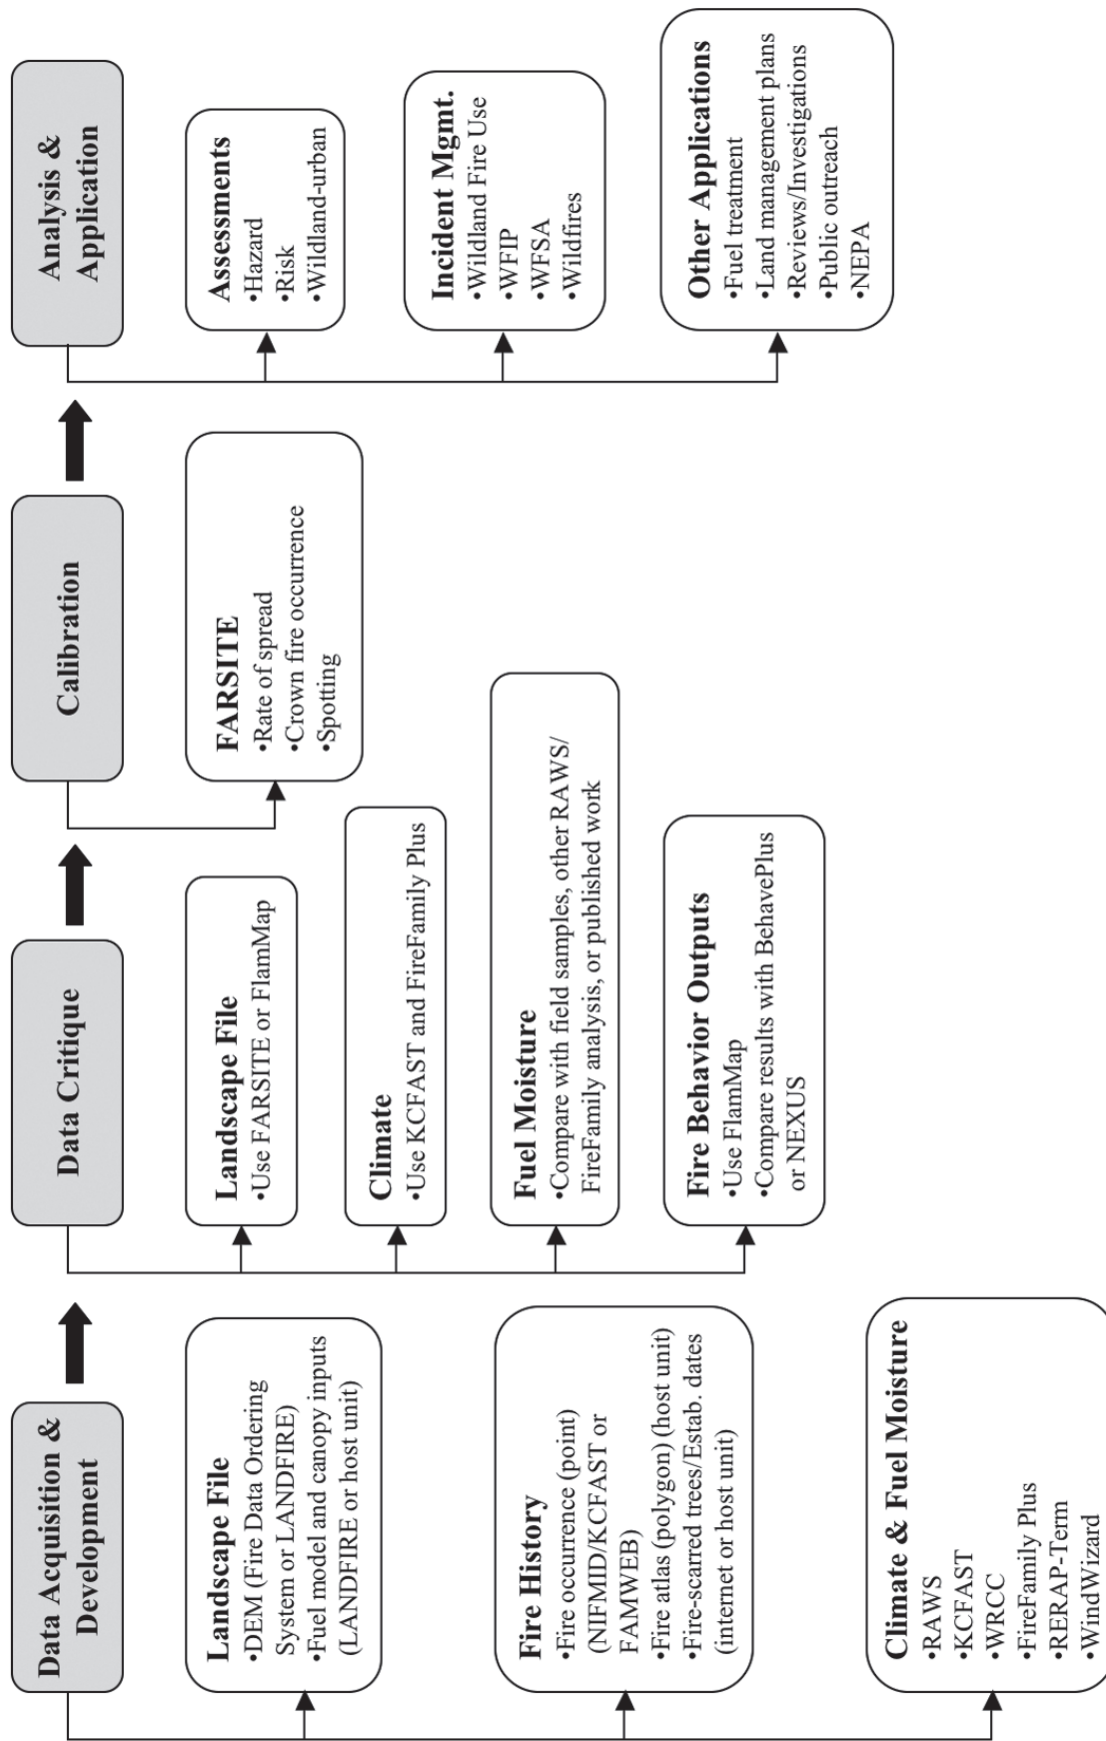 Data Acquisition &
Development
Landscape File
•DEM (Fire Data Ordering
System or LANDFIRE)
•Fuel model and canopy inputs
(LANDFIRE or host unit)
Fire History
•Fire occurrence (point)
(NIFMID/KCFAST or
FAMWEB)
•Fire atlas (polygon) (host unit)
•Fire-scarred trees/Estab. dates
(internet or host unit)
Climate & Fuel Moisture
•RAWS
•KCFAST
•WRCC
•FireFamily Plus
•RERAP-Term
•WindWizard
Data Critique
Landscape File
•Use FARSITE or FlamMap
Climate
•Use KCFAST and FireFamily Plus
Fuel Moisture
•Compare with field samples, other RAWS/
FireFamily analysis, or published work
Fire Behavior Outputs
•Use FlamMap
•Compare results with BehavePlus
or NEXUS
Calibration
FARSITE
•Rate of spread
•Crown fire occurrence
•Spotting
Analysis &
Application
Assessments
•Hazard
•Risk
•Wildland-urban
Incident Mgmt.
•Wildland Fire Use
•WFIP
•WFSA
•Wildfires
Other Applications
•Fuel treatment
•Land management plans
•Reviews/Investigations
•Public outreach
•NEPA